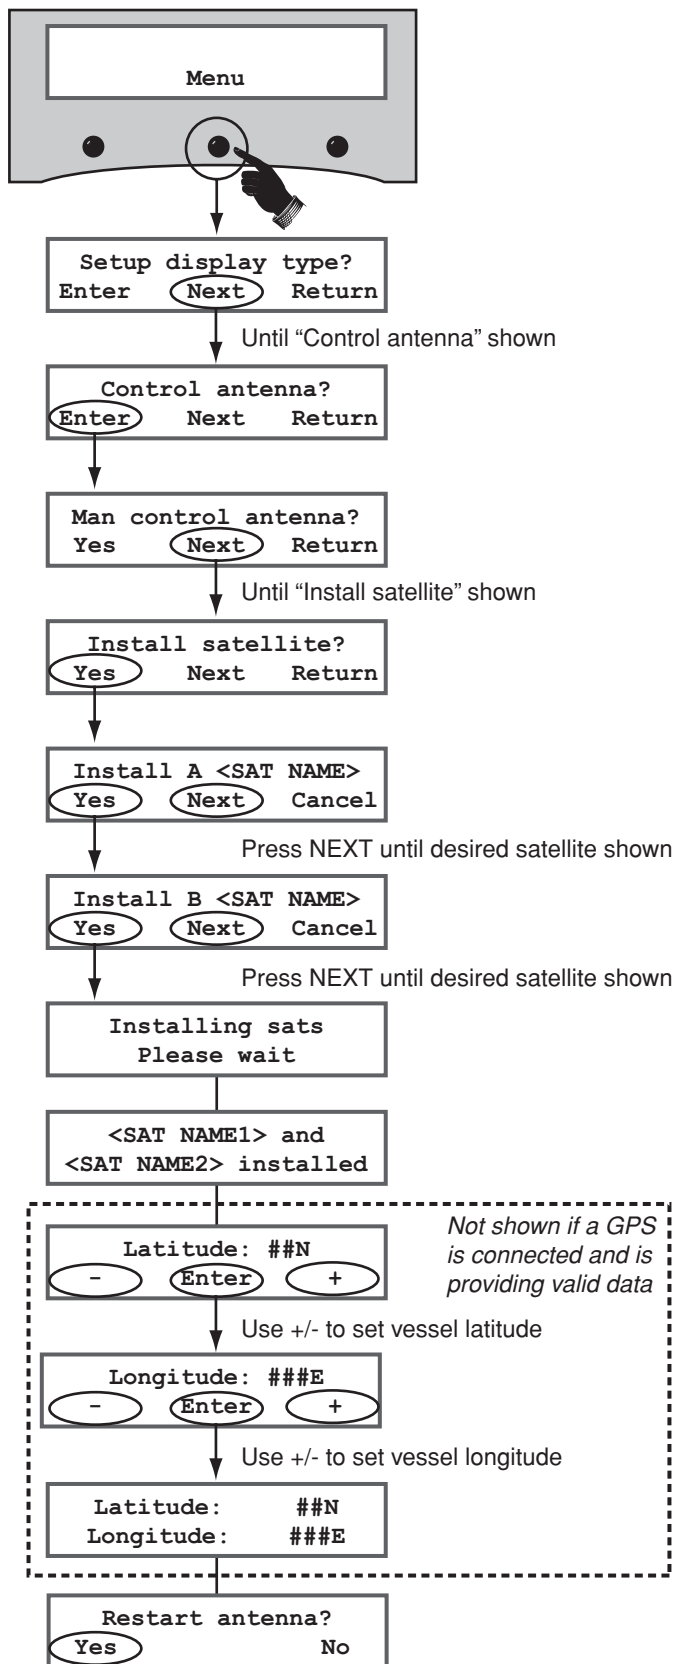 Menu
Setup display type?
Enter Next Return
Until “Control antenna” shown
Control antenna?
Enter Next Return
Man control antenna?
Yes Next Return
Until “Install satellite” shown
Install satellite?
Yes Next Return
Install A <SAT NAME>
Yes Next Cancel
Press NEXT until desired satellite shown
Install B <SAT NAME>
Yes Next Cancel
Press NEXT until desired satellite shown
Installing sats
Please wait
<SAT NAME1> and
<SAT NAME2> installed
Not shown if a GPS
is connected and is
providing valid data
Latitude: ##N
- Enter +
Use +/- to set vessel latitude
Longitude: ###E
- Enter +
Use +/- to set vessel longitude
Latitude: ##N
Longitude: ###E
Restart antenna?
Yes No